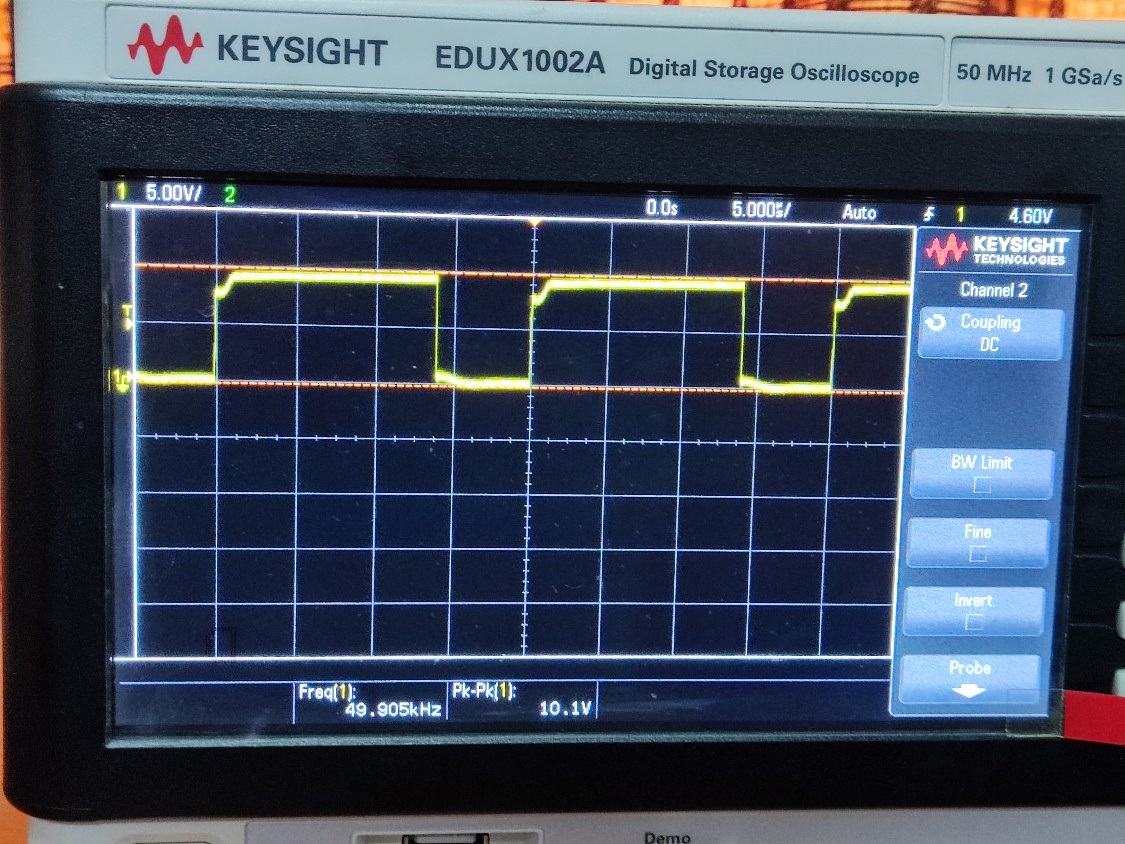 KEYSIGHT EDUX1002A Digital Storage Oscilloscope 50 MHz 1 GSa/s
1 5.00V/ 2 0.0s 5.000us/ Auto 1 4.60V
KEYSIGHT
TECHNOLOGIES
Channel 2
Coupling
DC
T
1
BW Limit
Fine
Invert
Probe
Freq(1):
49.905kHz
Pk-Pk(1):
10.1V
Demo